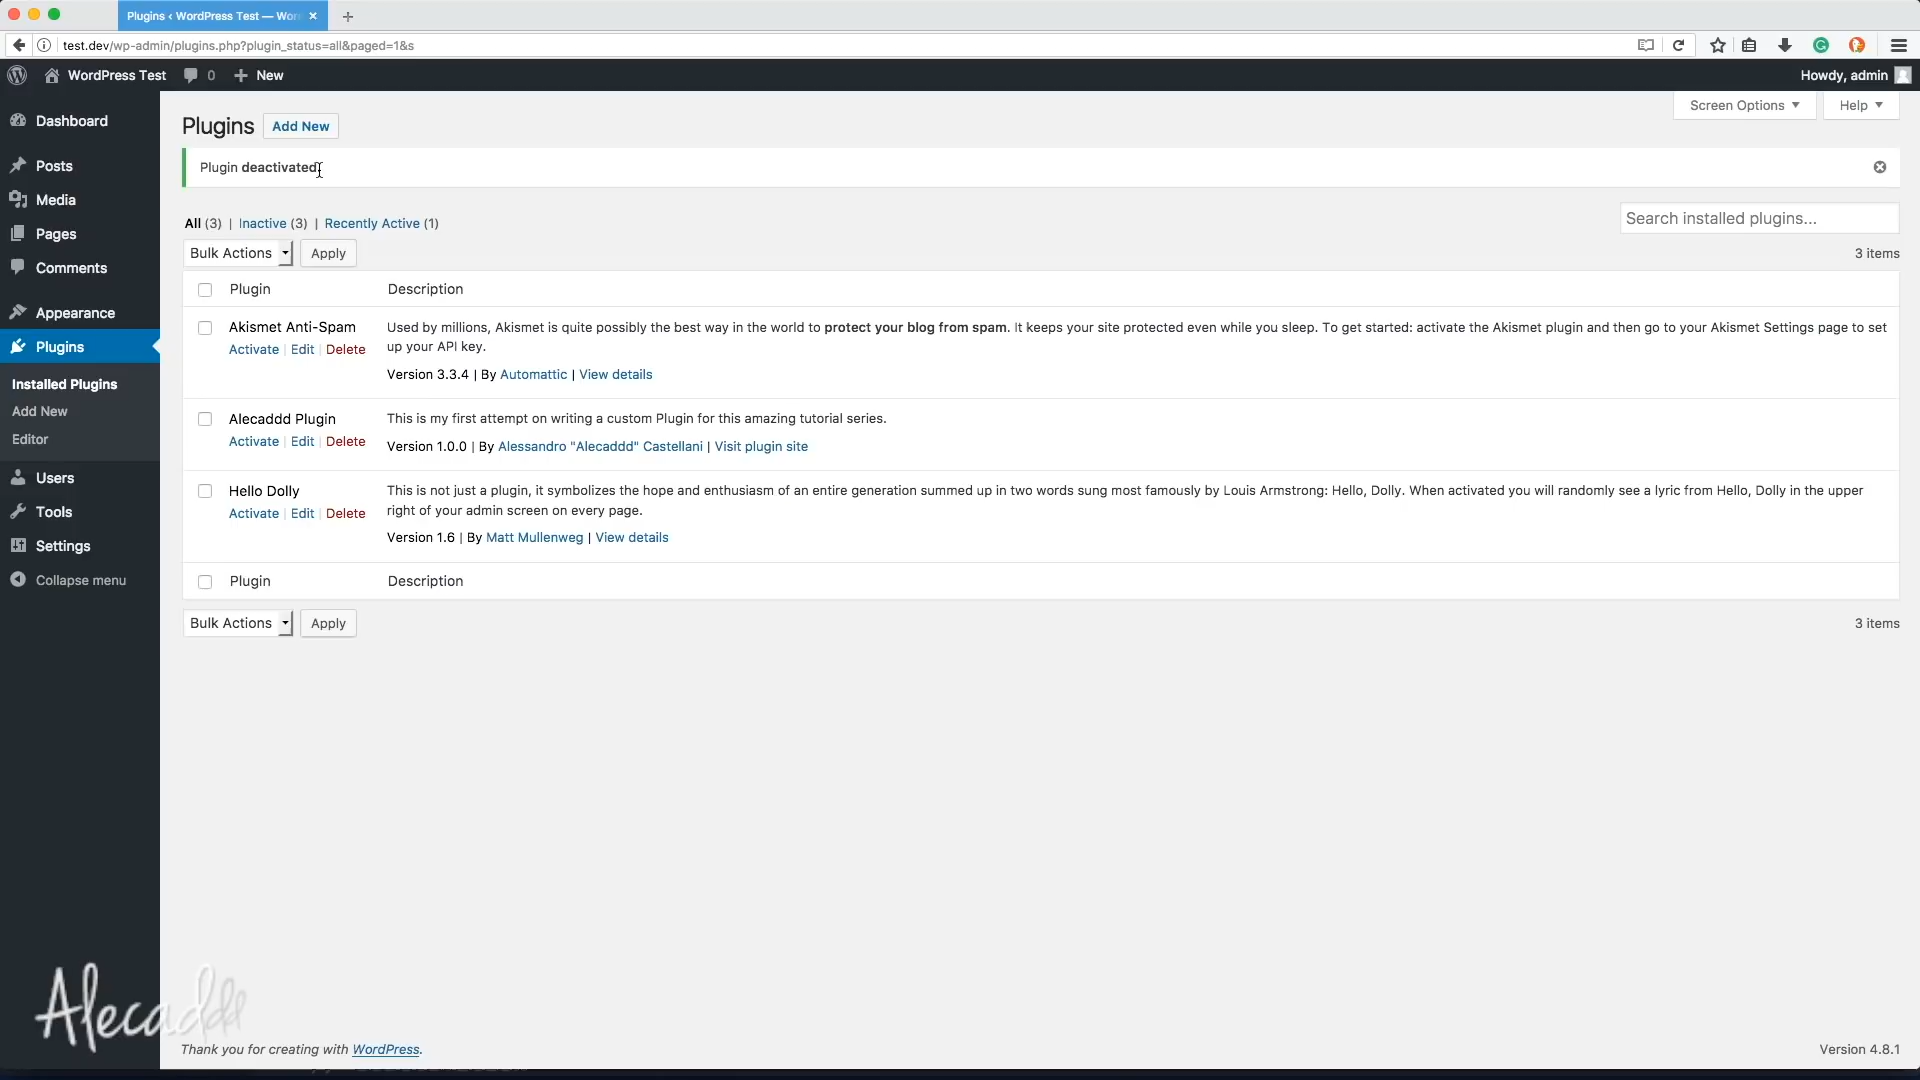 Plugins ‹ WordPress Test — Wor
test.dev/wp-admin/plugins.php?plugin_status=all&paged=1&s
WordPress Test 0 New Howdy, admin
Screen Options Help
Dashboard
Posts
Media
Pages
Comments
Appearance
Plugins
Installed Plugins
Add New
Editor
Users
Tools
Settings
Collapse menu
Plugins Add New
Plugin deactivated.
All (3) | Inactive (3) | Recently Active (1)
Search installed plugins...
Bulk Actions Apply 3 items
Plugin Description
Akismet Anti-Spam
Activate | Edit | Delete
Used by millions, Akismet is quite possibly the best way in the world to protect your blog from spam. It keeps your site protected even while you sleep. To get started: activate the Akismet plugin and then go to your Akismet Settings page to set
up your API key.
Version 3.3.4 | By Automattic | View details
Alecaddd Plugin
Activate | Edit | Delete
This is my first attempt on writing a custom Plugin for this amazing tutorial series.
Version 1.0.0 | By Alessandro "Alecaddd" Castellani | Visit plugin site
Hello Dolly
Activate | Edit | Delete
This is not just a plugin, it symbolizes the hope and enthusiasm of an entire generation summed up in two words sung most famously by Louis Armstrong: Hello, Dolly. When activated you will randomly see a lyric from Hello, Dolly in the upper
right of your admin screen on every page.
Version 1.6 | By Matt Mullenweg | View details
Plugin Description
Bulk Actions Apply 3 items
Alecaddd
Thank you for creating with WordPress. Version 4.8.1